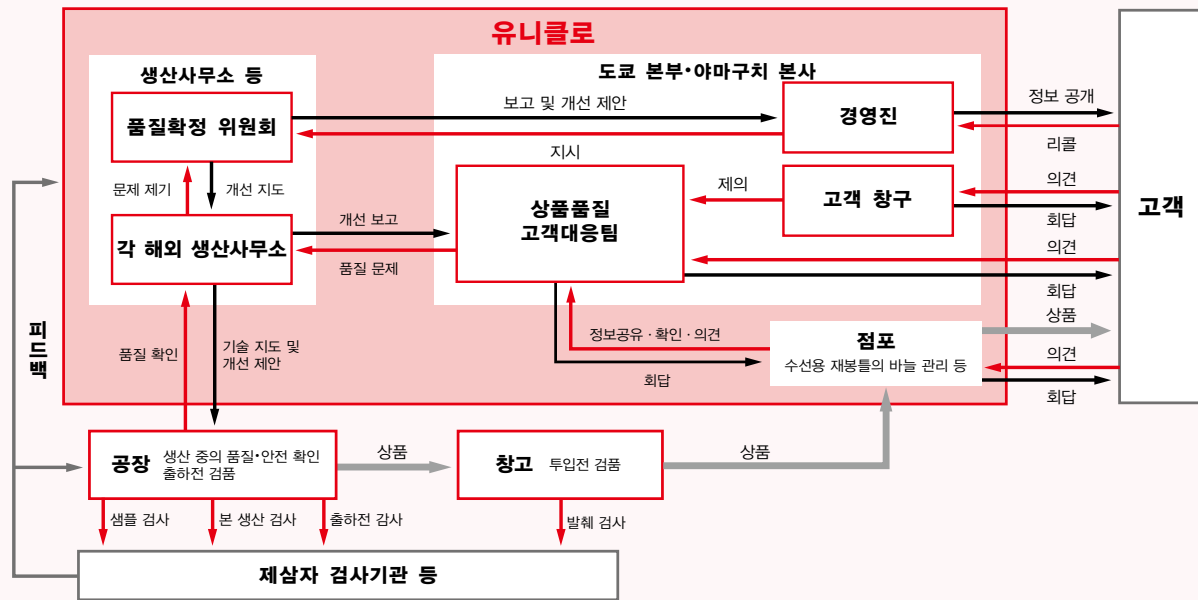 유니클로
생산사무소 등
도쿄 본부·야마구치 본사
품질확정 위원회
보고 및 개선 제안
지시
경영진
정보 공개
리콜
문제 제기
개선 지도
상품품질
고객대응팀
제의
고객 창구
의견
회답
고객
각 해외 생산사무소
개선 보고
품질 문제
의견
회답
피드백
품질 확인
기술 지도 및
개선 제안
정보공유 · 확인 · 의견
회답
점포
수선용 재봉틀의 바늘 관리 등
상품
의견
회답
공장
생산 중의 품질·안전 확인
출하전 검품
상품
창고
투입전 검품
상품
샘플 검사
본 생산 검사
출하전 감사
발췌 검사
제삼자 검사기관 등